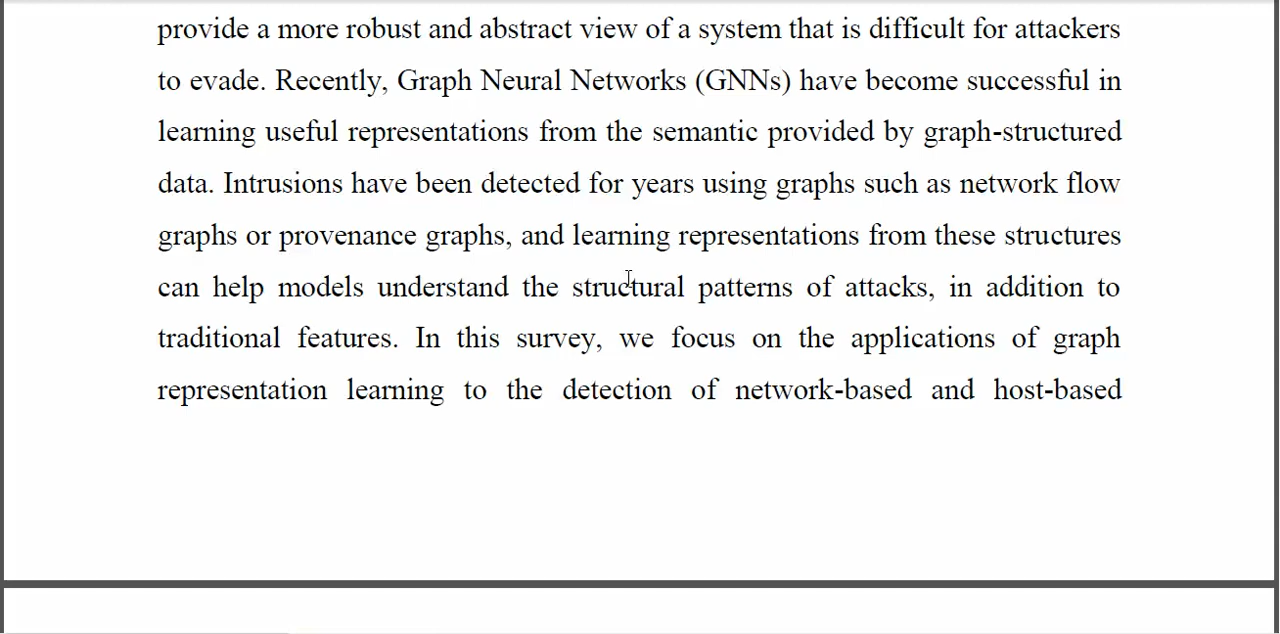 provide a more robust and abstract view of a system that is difficult for attackers
to evade. Recently, Graph Neural Networks (GNNs) have become successful in
learning useful representations from the semantic provided by graph-structured
data. Intrusions have been detected for years using graphs such as network flow
graphs or provenance graphs, and learning representations from these structures
can help models understand the structural patterns of attacks, in addition to
traditional features. In this survey, we focus on the applications of graph
representation learning to the detection of network-based and host-based